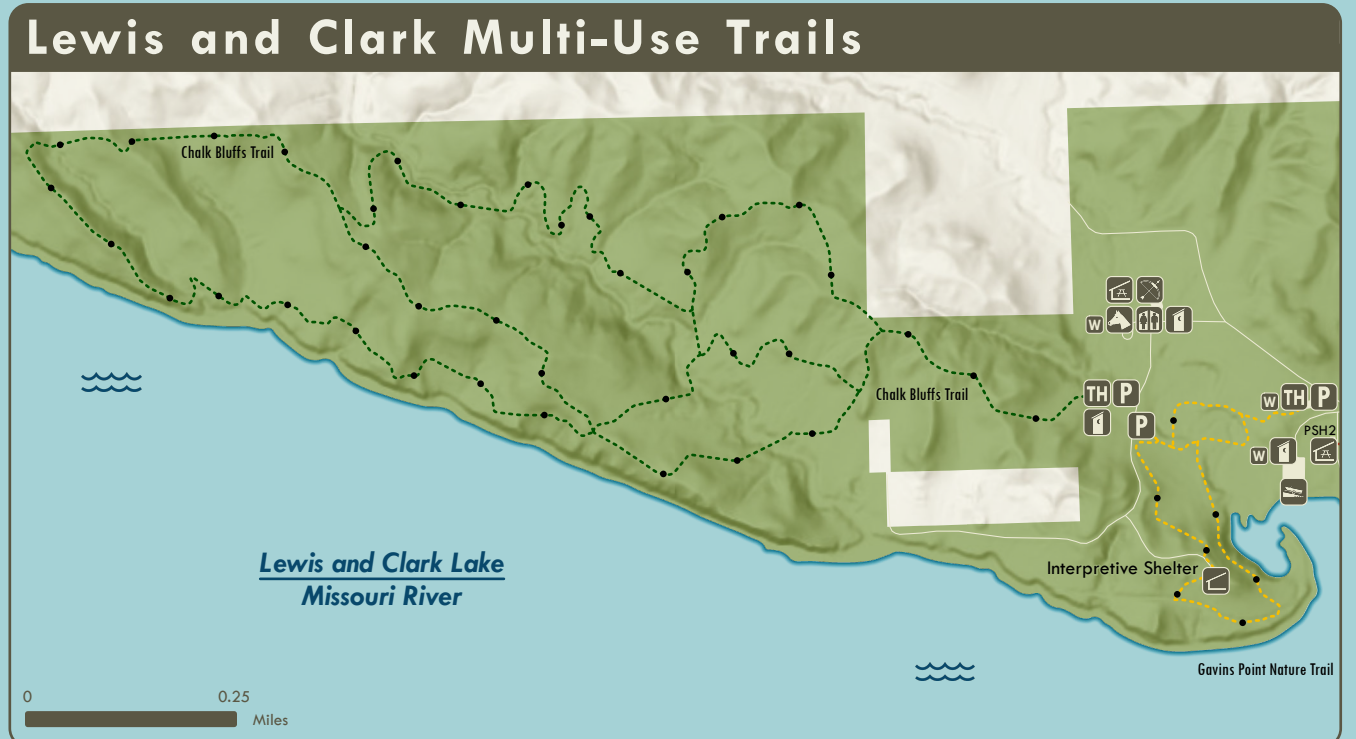 Lewis and Clark Multi-Use Trails
Chalk Bluffs Trail
W
TH P
Chalk Bluffs Trail
W TH P
P
PSH2
W
Lewis and Clark Lake
Missouri River
Interpretive Shelter
Gavins Point Nature Trail
0 0.25
Miles